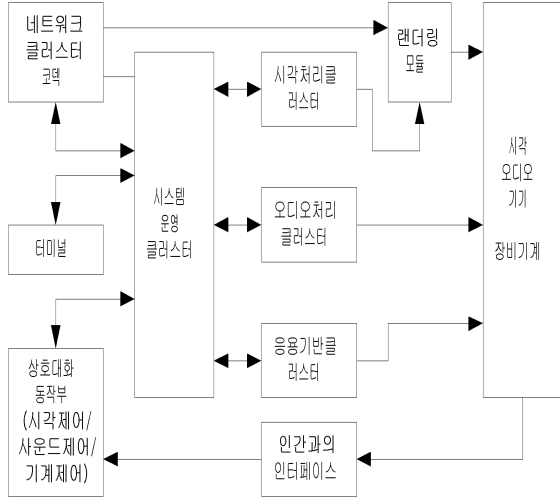 네트워크
클러스터
코덱
랜더링
모듈
시각처리클
러스터
시각
오디오
기기
장비기계
시스템
운영
클러스터
오디오처리
클러스터
터미널
응용기반클
러스터
상호대화
동작부
(시각제어/
사운드제어/
기계제어)
인간과의
인터페이스